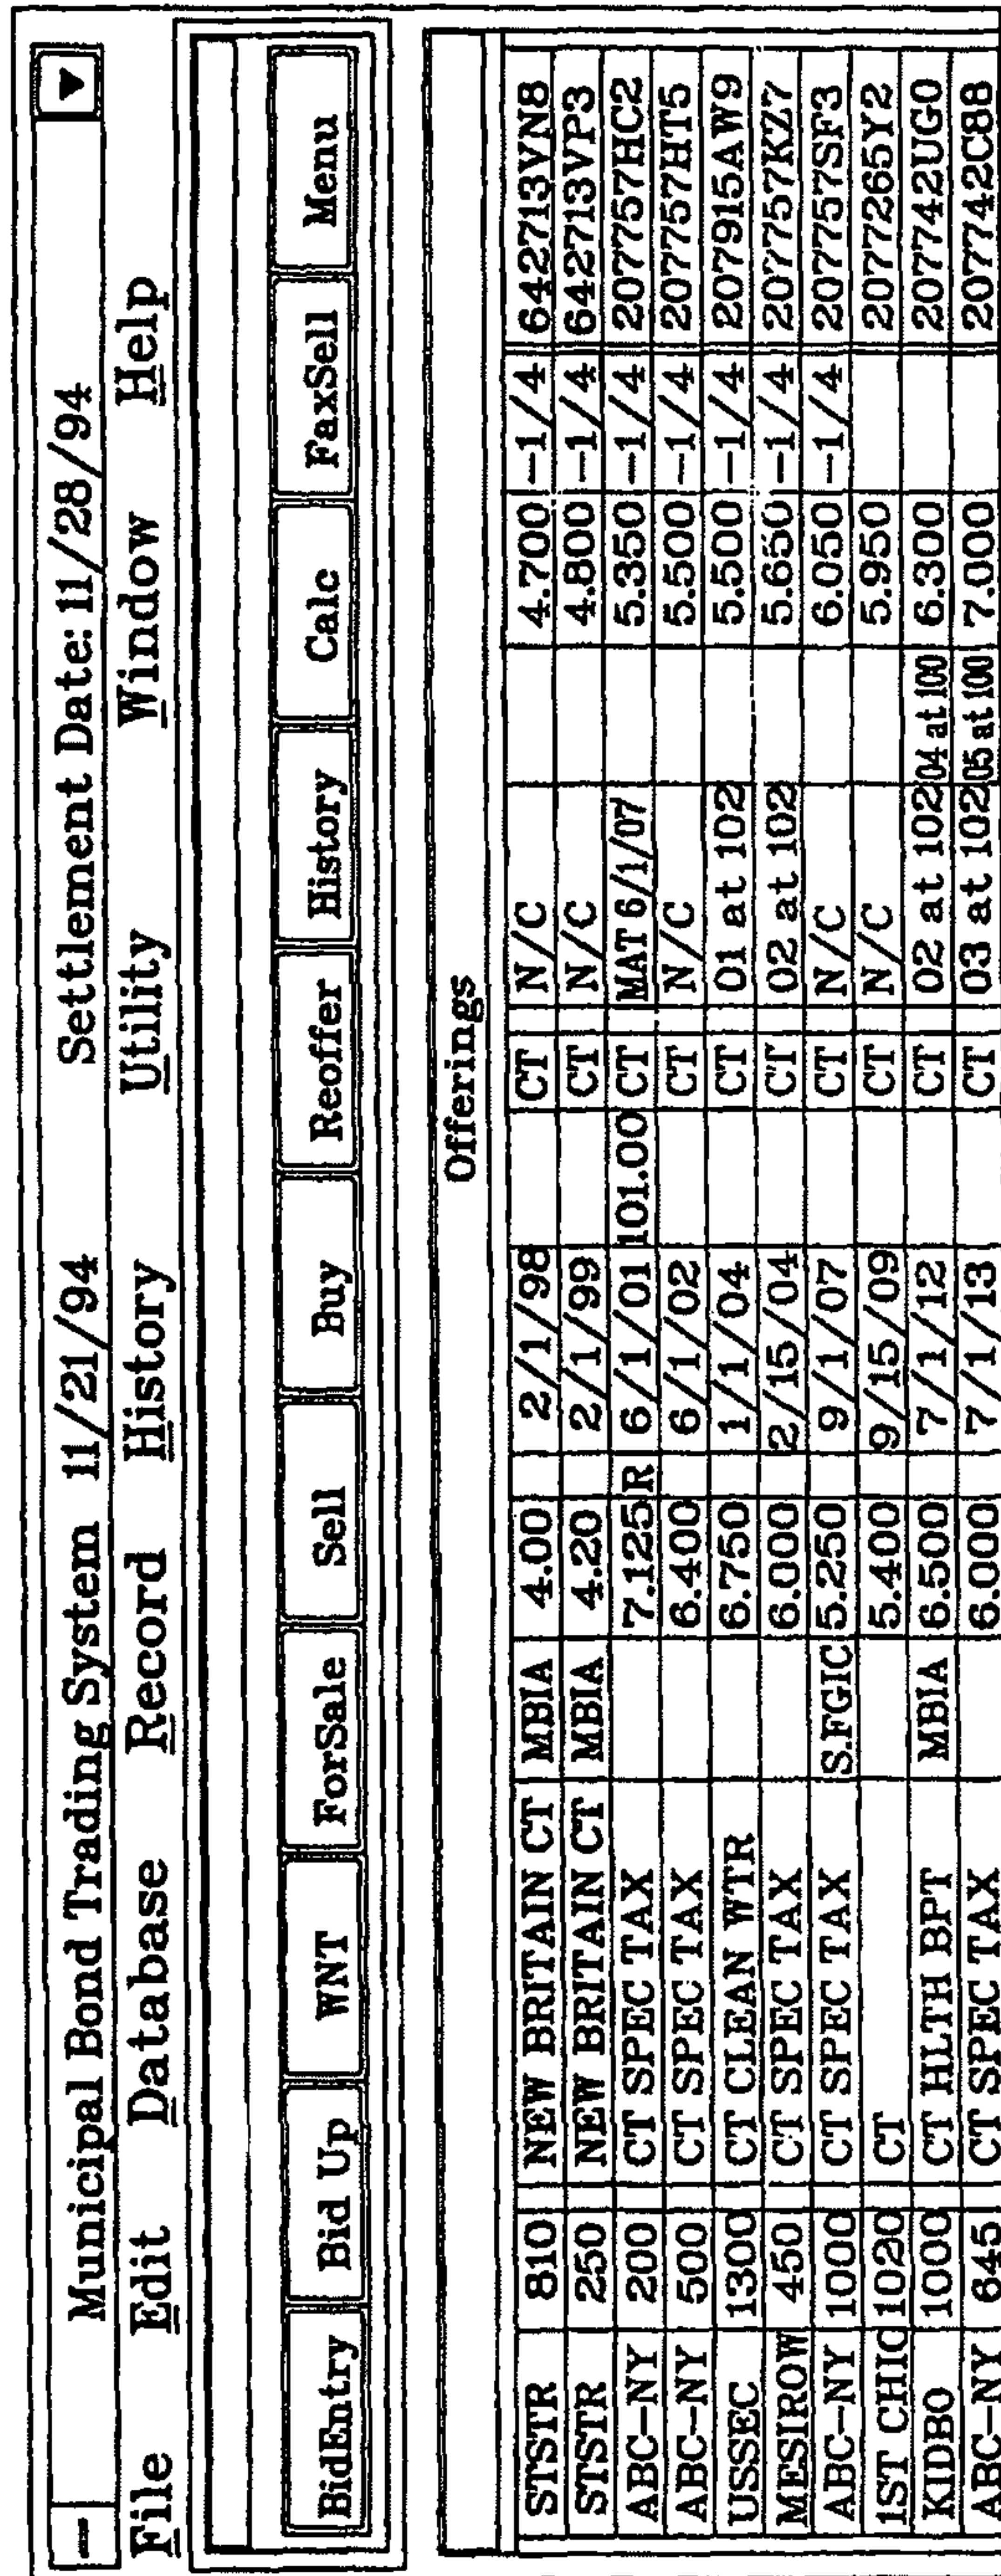 Municipal Bond Trading System 11/21/94 Settlement Date: 11/28/94
File Edit Database Record History Utility Window Help
BidEntry Bid Up WNT ForSale Sell Buy Reoffer History Calc FaxSell Menu
Offerings
STSTR 810 NEW BRITAIN CT MBIA 4.00 2/1/98 CT N/C 4.700 -1/4 642713VN8
STSTR 250 NEW BRITAIN CT MBIA 4.20 2/1/99 CT N/C 4.800 -1/4 642713VP3
ABC-NY 200 CT SPEC TAX 7.125 R 6/1/01 101.00 CT MAT 6/1/07 5.350 -1/4 207757HC2
ABC-NY 500 CT SPEC TAX 6.400 6/1/02 CT N/C 5.500 -1/4 207757HT5
USSEC 1300 CT CLEAN WTR 6.750 1/1/04 CT 01 at 102 5.500 -1/4 207915AW9
MESIROW 450 CT SPEC TAX 6.000 2/15/04 CT 02 at 102 5.650 -1/4 207757KZ7
ABC-NY 1000 CT SPEC TAX S.FGIC 5.250 9/1/07 CT N/C 6.050 -1/4 207757SF3
1ST CHIC 1020 CT 5.400 9/15/09 CT N/C 5.950 2077265Y2
KIDBO 1000 CT HLTH BPT MBIA 6.500 7/1/12 CT 02 at 102 04 at 100 6.300 207742UG0
ABC-NY 645 CT SPEC TAX 6.000 7/1/13 CT 03 at 102 05 at 100 7.000 207742C88